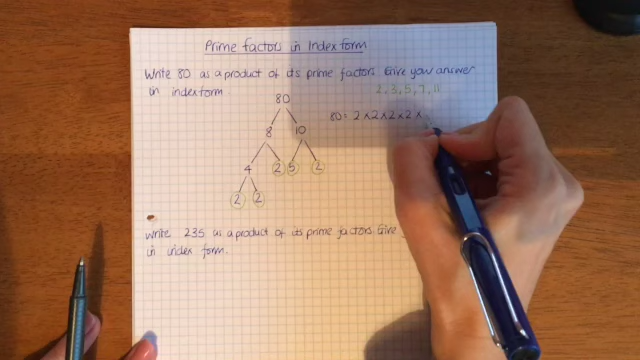 Prime factors in Index form
Write 80 as a product of its prime factors Give your answer
in index form
2, 3, 5, 7, 11
80
80= 2 x2 x 2 x 2 x
8 10
4 2 5 2
2 2
Write 235 as a product of its prime factors. Give
in index form.